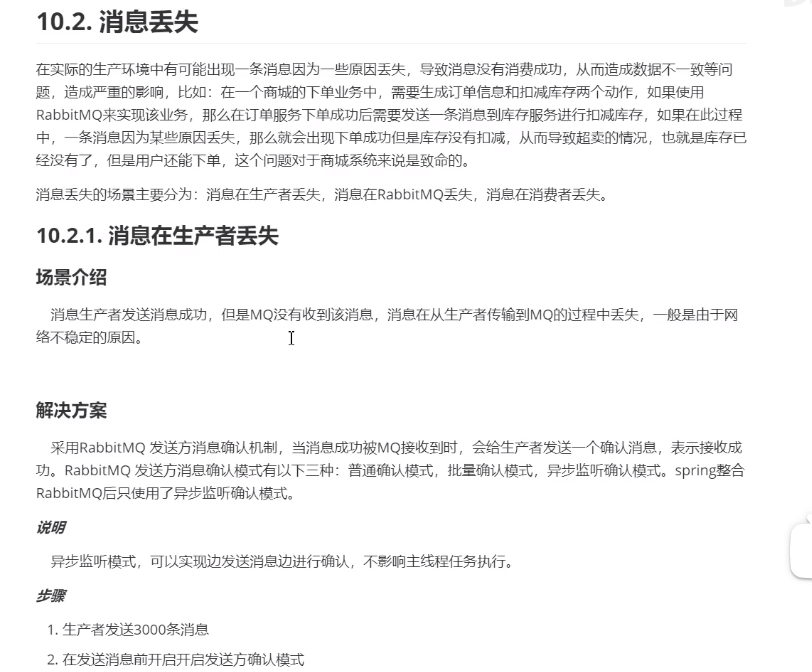 10.2. 消息丢失
在实际的生产环境中有可能出现一条消息因为一些原因丢失，导致消息没有消费成功，从而造成数据不一致等问
题，造成严重的影响，比如：在一个商城的下单业务中，需要生成订单信息和扣减库存两个动作，如果使用
RabbitMQ来实现该业务，那么在订单服务下单成功后需要发送一条消息到库存服务进行扣减库存，如果在此过程
中，一条消息因为某些原因丢失，那么就会出现下单成功但是库存没有扣减，从而导致超卖的情况，也就是库存已
经没有了，但是用户还能下单，这个问题对于商城系统来说是致命的。
消息丢失的场景主要分为：消息在生产者丢失，消息在RabbitMQ丢失，消息在消费者丢失。
10.2.1. 消息在生产者丢失
场景介绍
消息生产者发送消息成功，但是MQ没有收到该消息，消息在从生产者传输到MQ的过程中丢失，一般是由于网
络不稳定的原因。
解决方案
采用RabbitMQ 发送方消息确认机制，当消息成功被MQ接收到时，会给生产者发送一个确认消息，表示接收成
功。RabbitMQ 发送方消息确认模式有以下三种：普通确认模式，批量确认模式，异步监听确认模式。spring整合
RabbitMQ后只使用了异步监听确认模式。
说明
异步监听模式，可以实现边发送消息边进行确认，不影响主线程任务执行。
步骤
1. 生产者发送3000条消息
2. 在发送消息前开启开启发送方确认模式